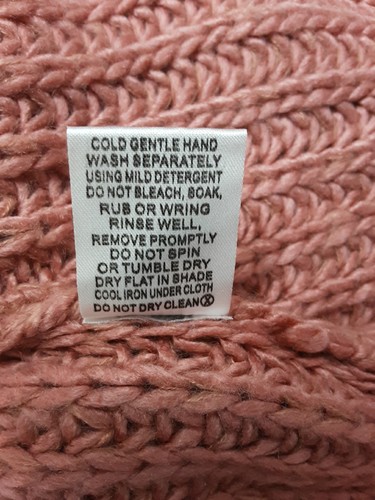 COLD GENTLE HAND
WASH SEPARATELY
USING MILD DETERGENT
DO NOT BLEACH, SOAK,
RUB OR WRING
RINSE WELL,
REMOVE PROMPTLY
DO NOT SPIN
OR TUMBLE DRY
DRY FLAT IN SHADE
COOL IRON UNDER CLOTH
DO NOT DRY CLEAN